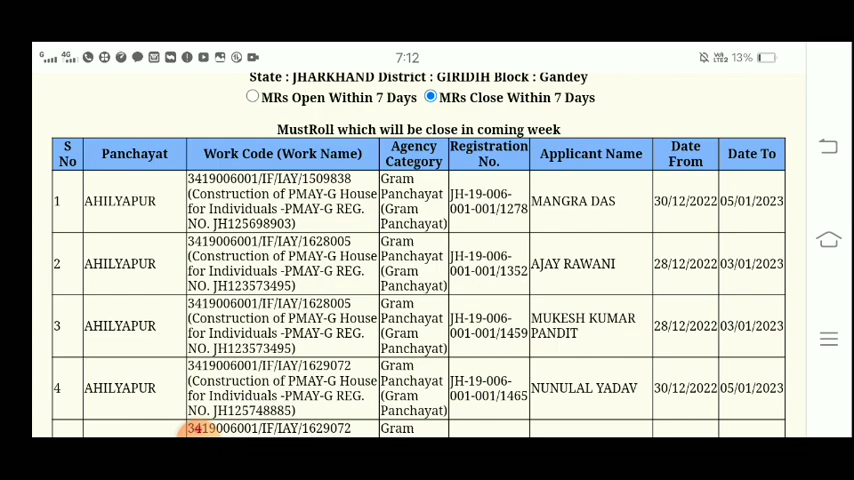 7:12
4G
13%
State : JHARKHAND District : GIRIDIH Block : Gandey
MRs Open Within 7 Days MRs Close Within 7 Days
MustRoll which will be close in coming week
S No Panchayat Work Code (Work Name) Agency Category Registration No. Applicant Name Date From Date To
1 AHILYAPUR 3419006001/IF/IAY/1509838 (Construction of PMAY-G House for Individuals -PMAY-G REG. NO. JH125698903) Gram Panchayat (Gram Panchayat) JH-19-006-001-001/1278 MANGRA DAS 30/12/2022 05/01/2023
2 AHILYAPUR 3419006001/IF/IAY/1628005 (Construction of PMAY-G House for Individuals -PMAY-G REG. NO. JH123573495) Gram Panchayat (Gram Panchayat) JH-19-006-001-001/1352 AJAY RAWANI 28/12/2022 03/01/2023
3 AHILYAPUR 3419006001/IF/IAY/1628005 (Construction of PMAY-G House for Individuals -PMAY-G REG. NO. JH123573495) Gram Panchayat (Gram Panchayat) JH-19-006-001-001/1459 MUKESH KUMAR PANDIT 28/12/2022 03/01/2023
4 AHILYAPUR 3419006001/IF/IAY/1629072 (Construction of PMAY-G House for Individuals -PMAY-G REG. NO. JH125748885) Gram Panchayat (Gram Panchayat) JH-19-006-001-001/1465 NUNULAL YADAV 30/12/2022 05/01/2023
3419006001/IF/IAY/1629072 Gram